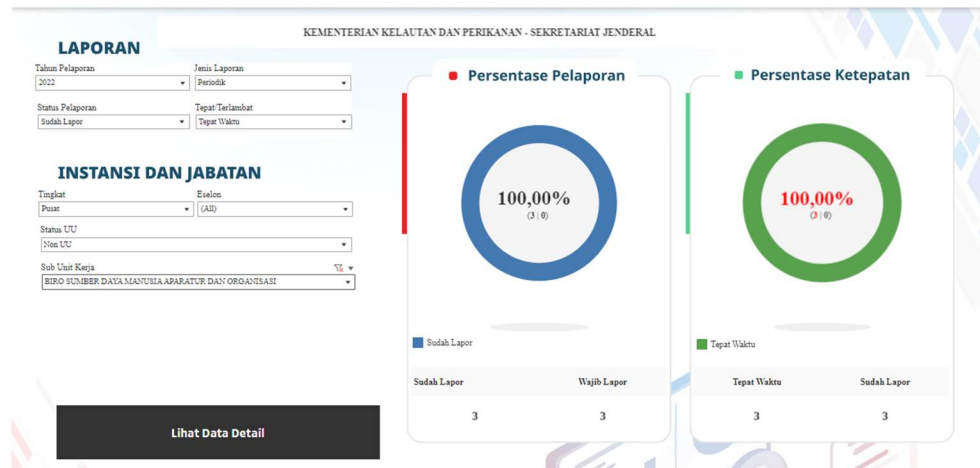 KEMENTERIAN KELAUTAN DAN PERIKANAN - SEKRETARIAT JENDERAL
LAPORAN
Tahun Pelaporan
Jenis Laporan
2022
Periodik
Status Pelaporan
Tepat/Terlambat
Sudah Lapor
Tepat Waktu
INSTANSI DAN JABATAN
Tingkat
Eselon
Pusat
(All)
Status UU
Non UU
Sub Unit Kerja
BIRO SUMBER DAYA MANUSIA APARATUR DAN ORGANISASI
Lihat Data Detail
Persentase Pelaporan
100,00%
(3 | 0)
Sudah Lapor
Sudah Lapor Wajib Lapor
3 3
Persentase Ketepatan
100,00%
(3 | 0)
Tepat Waktu
Tepat Waktu Sudah Lapor
3 3